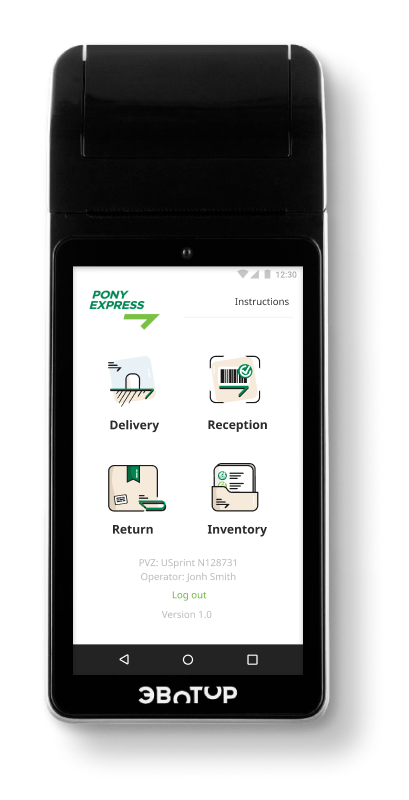 12:30
PONY
EXPRESS
Instructions
Delivery
Reception
Return
Inventory
PVZ: USprint N128731
Operator: Jonh Smith
Log out
Version 1.0
ЭВОТОР